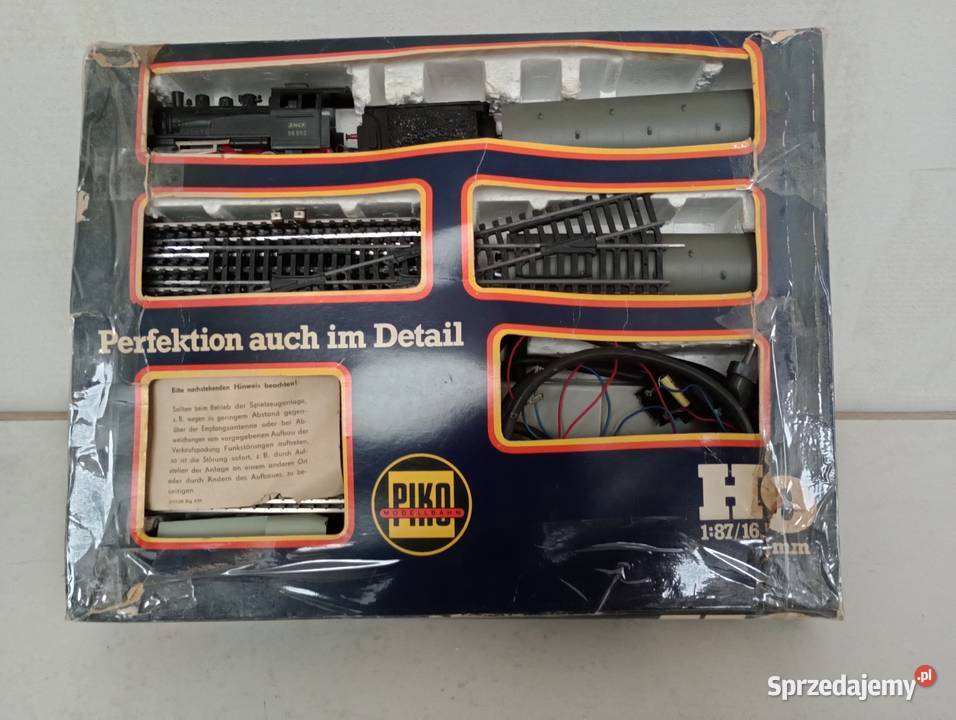 Perfektion auch im Detail
Bitte nachstehenden Hinweis beachten!
Sollten beim Betrieb der Spielzeuganlage,
z. B. wegen zu geringem Abstand gegen-
über der Empfangsantenne oder bei Ab-
weichungen vom vorgegebenen Aufbau der
Verkaufspackung Funkstörungen auftreten,
so ist die Störung sofort, z. B. durch Auf-
stellen der Anlage an einem anderen Ort
oder durch Ändern des Aufbaues, zu be-
seitigen.
PIKO
MODELLBAHN
H0
1:87/16
mm
Sprzedajemy.pl